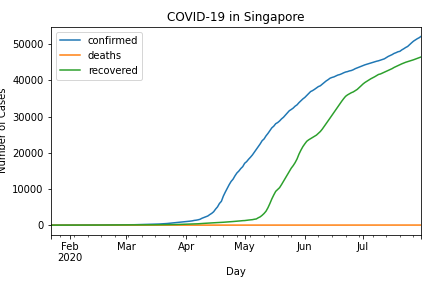 COVID-19 in Singapore
confirmed
deaths
recovered
50000
40000
30000
20000
10000
0
Number of Cases
Feb Mar Apr May Jun Jul
2020
Day